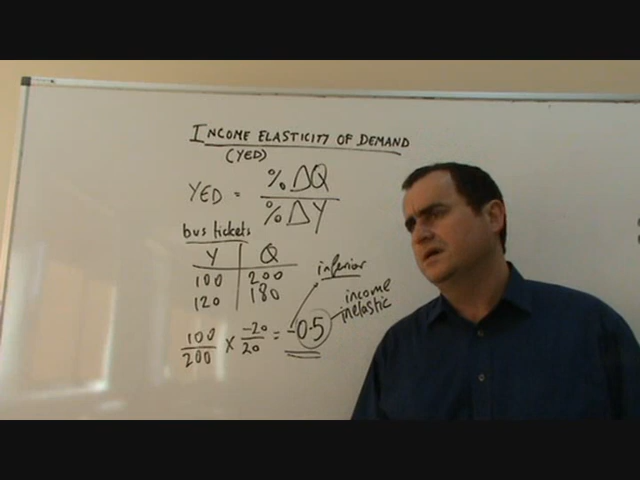 INCOME ELASTICITY OF DEMAND
(YED)
YED = %ΔQ / %ΔY
bus tickets
Y Q
100 200
120 180
inferior
income
inelastic
100/200 x -20/20 = -0.5